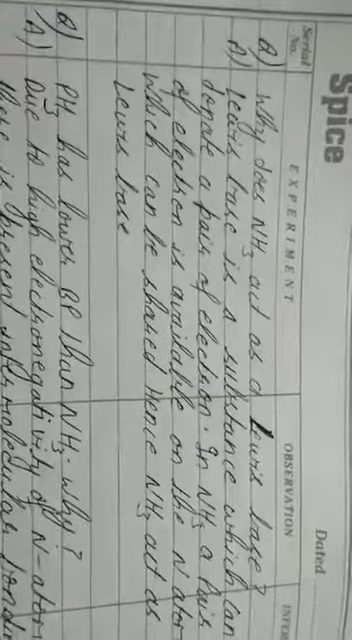 Spice
Dated
Serial No.
EXPERIMENT
OBSERVATION
INFE
Q) Why does NH3 act as a Lewis base?
A) Lewis base is a substance which can
donate a pair of electron. In NH3 a pair
of electron is available on the N atom
which can be shared Hence NH3 act as
Lewis base
Q) PH3 has lower BP than NH3. Why?
A) Due to high electronegativity of N-atom
there is present intermolecular